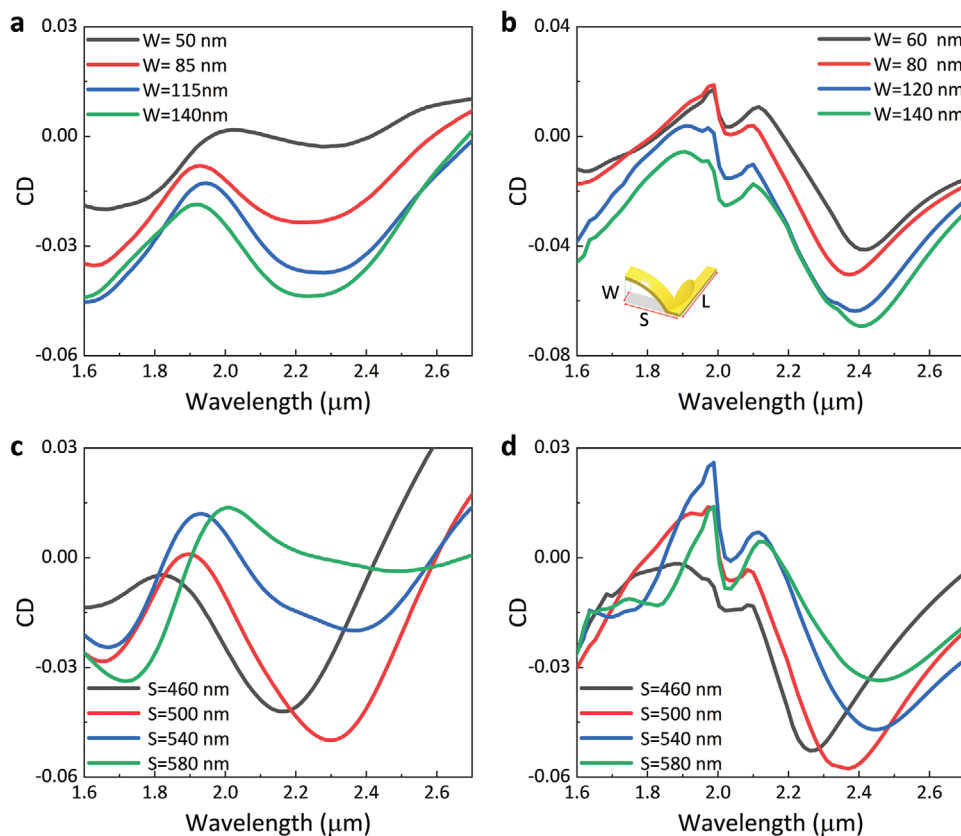 a
0.03
0.00
-0.03
-0.06
CD
W= 50 nm
W= 85 nm
W=115nm
W=140nm
1.6 1.8 2.0 2.2 2.4 2.6
Wavelength (μm)
b
0.04
0.00
-0.04
-0.08
CD
W= 60 nm
W= 80 nm
W=120 nm
W=140 nm
W
S
L
1.6 1.8 2.0 2.2 2.4 2.6
Wavelength (μm)
c
0.03
0.00
-0.03
-0.06
CD
S=460 nm
S=500 nm
S=540 nm
S=580 nm
1.6 1.8 2.0 2.2 2.4 2.6
Wavelength (μm)
d
0.03
0.00
-0.03
-0.06
CD
S=460 nm
S=500 nm
S=540 nm
S=580 nm
1.6 1.8 2.0 2.2 2.4 2.6
Wavelength (μm)